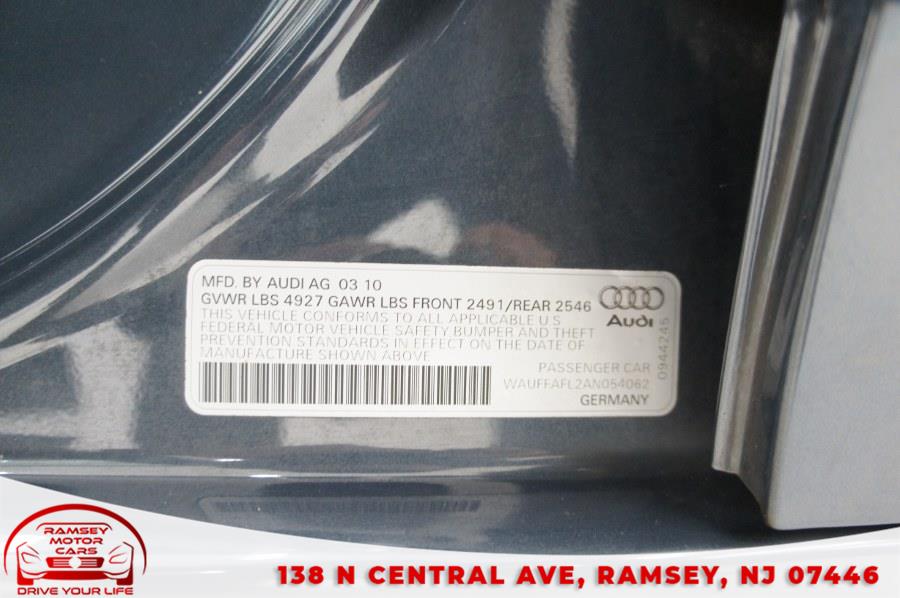 MFD. BY AUDI AG 03 10
GVWR LBS 4927 GAWR LBS FRONT 2491/REAR 2546
THIS VEHICLE CONFORMS TO ALL APPLICABLE U S
FEDERAL MOTOR VEHICLE SAFETY BUMPER AND THEFT
PREVENTION STANDARDS IN EFFECT ON THE DATE OF
MANUFACTURE SHOWN ABOVE
Audi
0944245
PASSENGER CAR
WAUFFAFL2AN054062
GERMANY
RAMSEY
MOTOR
CARS
DRIVE YOUR LIFE
138 N CENTRAL AVE, RAMSEY, NJ 07446